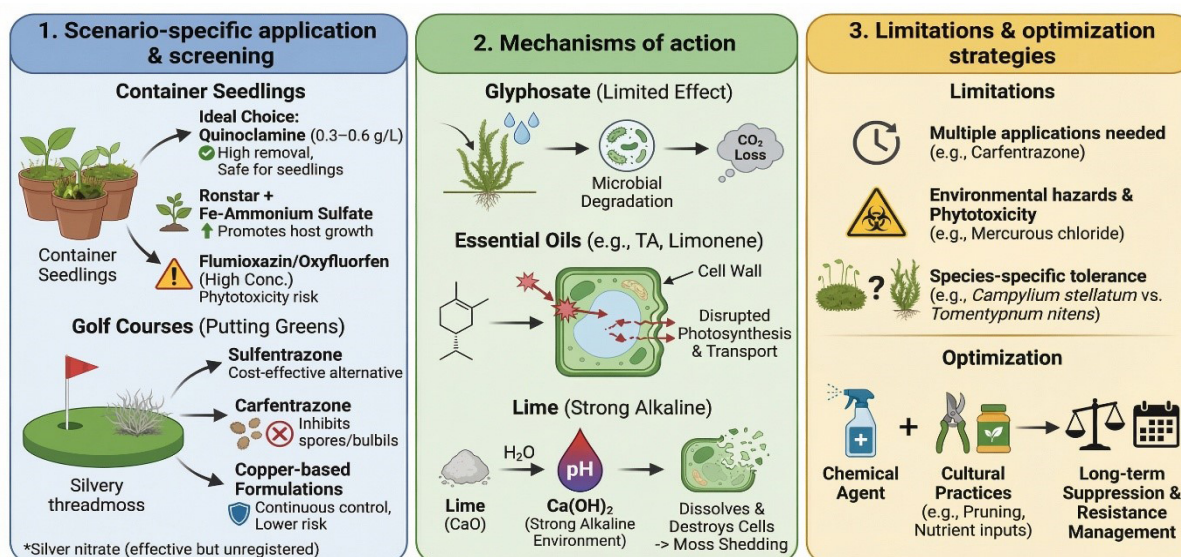 1. Scenario-specific application
& screening
Container Seedlings
Ideal Choice:
Quinoclamine (0.3–0.6 g/L)
High removal,
Safe for seedlings
Ronstar +
Fe-Ammonium Sulfate
Promotes host growth
Container
Seedlings
Flumioxazin/Oxyfluorfen
(High Conc.)
Phytotoxicity risk
Golf Courses (Putting Greens)
Sulfentrazone
Cost-effective alternative
Carfentrazone
Inhibits
spores/bulbils
Copper-based
Formulations
Continuous control,
Lower risk
Silvery
threadmoss
*Silver nitrate (effective but unregistered)
2. Mechanisms of action
Glyphosate (Limited Effect)
Microbial
Degradation
CO₂
Loss
Essential Oils (e.g., TA, Limonene)
Cell Wall
Disrupted
Photosynthesis
& Transport
Lime (Strong Alkaline)
H₂O
pH
Lime
(CaO)
Ca(OH)₂
(Strong Alkaline
Environment)
Dissolves &
Destroys Cells
-> Moss Shedding
3. Limitations & optimization
strategies
Limitations
Multiple applications needed
(e.g., Carfentrazone)
Environmental hazards &
Phytotoxicity
(e.g., Mercurous chloride)
?
Species-specific tolerance
(e.g., Campylium stellatum vs.
Tomentypnum nitens)
Optimization
+
Chemical
Agent
Cultural
Practices
(e.g., Pruning,
Nutrient inputs)
Long-term
Suppression &
Resistance
Management